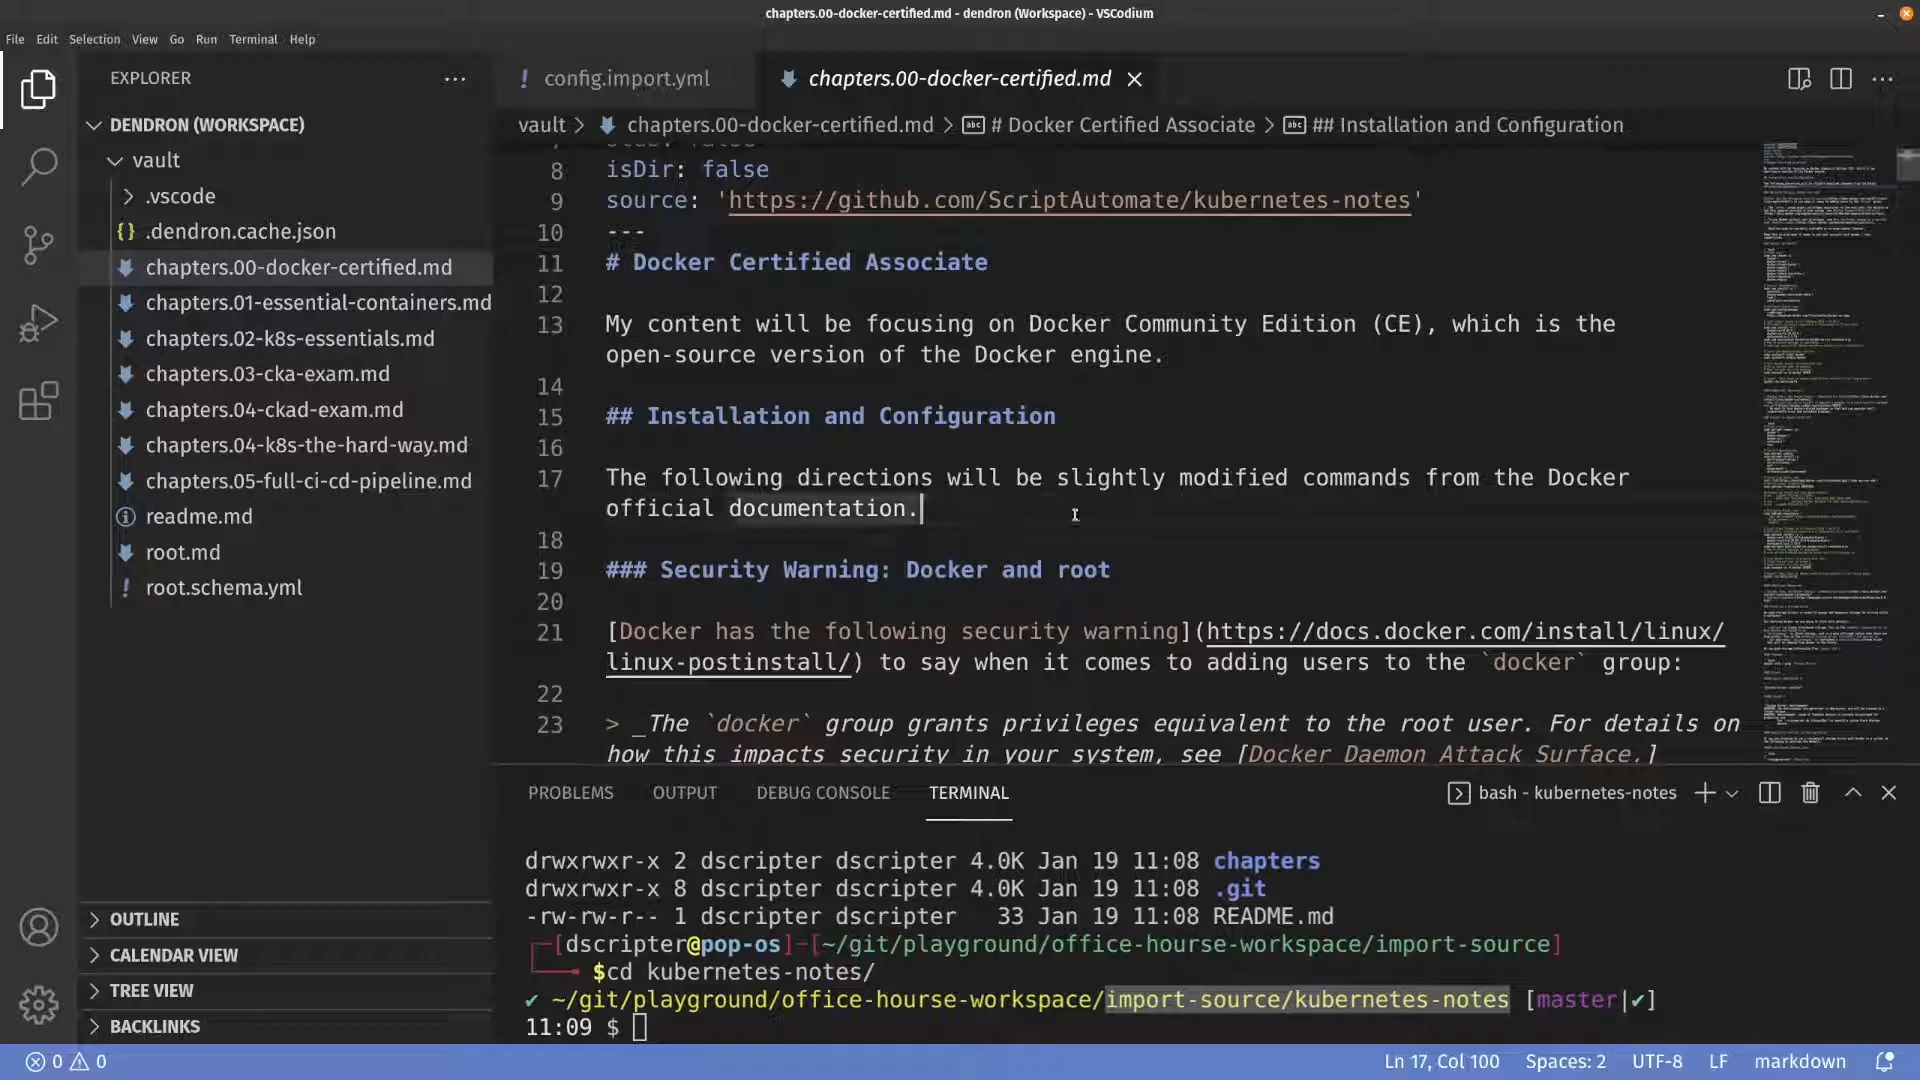 chapters.00-docker-certified.md - dendron (Workspace) - VSCodium
File Edit Selection View Go Run Terminal Help
EXPLORER
DENDRON (WORKSPACE)
vault
.vscode
{} .dendron.cache.json
chapters.00-docker-certified.md
chapters.01-essential-containers.md
chapters.02-k8s-essentials.md
chapters.03-cka-exam.md
chapters.04-ckad-exam.md
chapters.04-k8s-the-hard-way.md
chapters.05-full-ci-cd-pipeline.md
readme.md
root.md
! root.schema.yml
OUTLINE
CALENDAR VIEW
TREE VIEW
BACKLINKS
! config.import.yml
chapters.00-docker-certified.md
vault > chapters.00-docker-certified.md > # Docker Certified Associate > ## Installation and Configuration
8 isDir: false
9 source: 'https://github.com/ScriptAutomate/kubernetes-notes'
10 ---
11 # Docker Certified Associate
12
13 My content will be focusing on Docker Community Edition (CE), which is the
open-source version of the Docker engine.
14
15 ## Installation and Configuration
16
17 The following directions will be slightly modified commands from the Docker
official documentation.
18
19 ### Security Warning: Docker and root
20
21 [Docker has the following security warning](https://docs.docker.com/install/linux/
linux-postinstall/) to say when it comes to adding users to the `docker` group:
22
23 > _The `docker` group grants privileges equivalent to the root user. For details on
how this impacts security in your system, see [Docker Daemon Attack Surface.]
PROBLEMS OUTPUT DEBUG CONSOLE TERMINAL
bash - kubernetes-notes
drwxrwxr-x 2 dscripter dscripter 4.0K Jan 19 11:08 chapters
drwxrwxr-x 8 dscripter dscripter 4.0K Jan 19 11:08 .git
-rw-rw-r-- 1 dscripter dscripter 33 Jan 19 11:08 README.md
[dscripter@pop-os]-[~/git/playground/office-hourse-workspace/import-source]
$cd kubernetes-notes/
✔ ~/git/playground/office-hourse-workspace/import-source/kubernetes-notes [master|✔]
11:09 $
0 0
Ln 17, Col 100 Spaces: 2 UTF-8 LF markdown